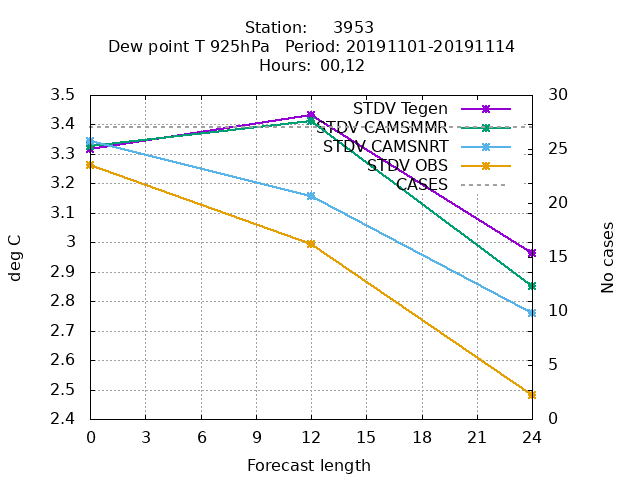 Station:     3953
Dew point T 925hPa   Period: 20191101-20191114
Hours:  00,12
3.5
3.4
3.3
3.2
3.1
3
2.9
2.8
2.7
2.6
2.5
2.4
deg C
STDV Tegen
STDV CAMSMMR
STDV CAMSNRT
STDV OBS
CASES
30
25
20
15
10
5
0
No cases
0 3 6 9 12 15 18 21 24
Forecast length